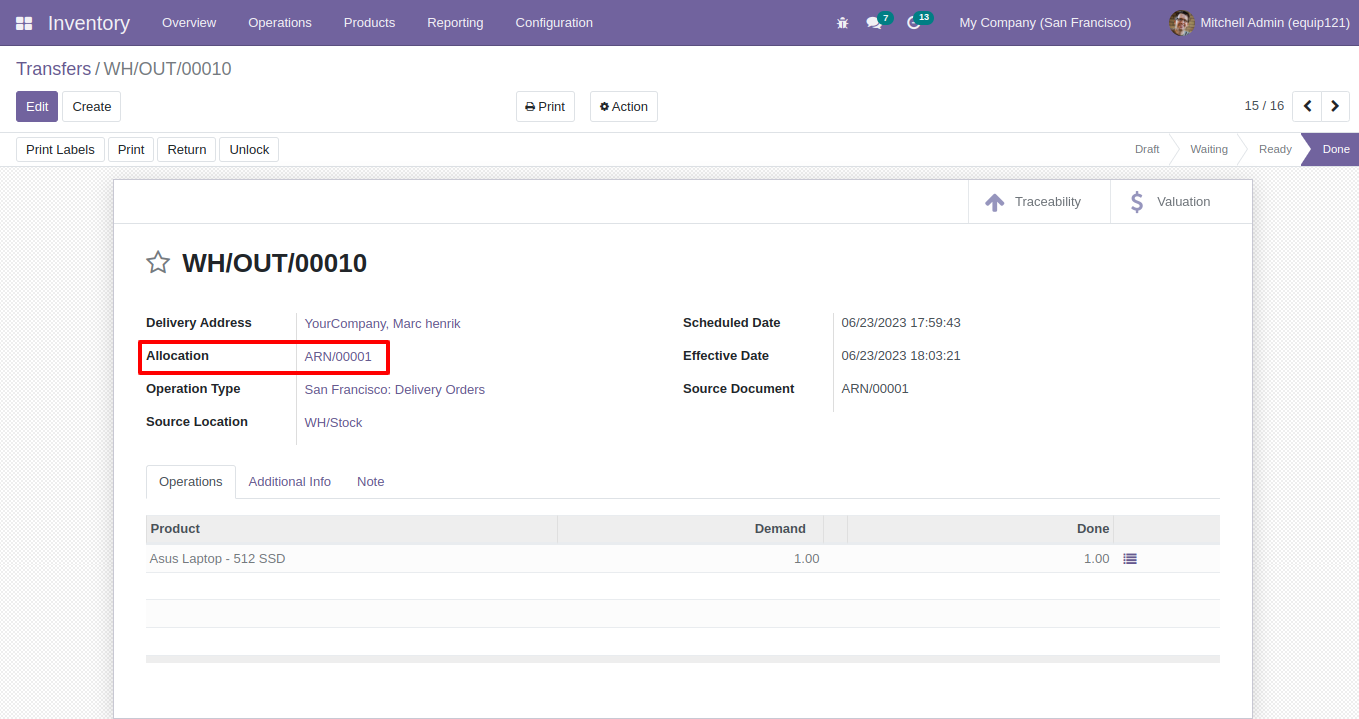 Inventory Overview Operations Products Reporting Configuration 7 13 My Company (San Francisco) Mitchell Admin (equip121)
Transfers / WH/OUT/00010
Edit Create Print Action 15 / 16
Print Labels Print Return Unlock Draft Waiting Ready Done
Traceability Valuation
WH/OUT/00010
Delivery Address YourCompany, Marc henrik Scheduled Date 06/23/2023 17:59:43
Allocation ARN/00001 Effective Date 06/23/2023 18:03:21
Operation Type San Francisco: Delivery Orders Source Document ARN/00001
Source Location WH/Stock
Operations Additional Info Note
Product Demand Done
Asus Laptop - 512 SSD 1.00 1.00